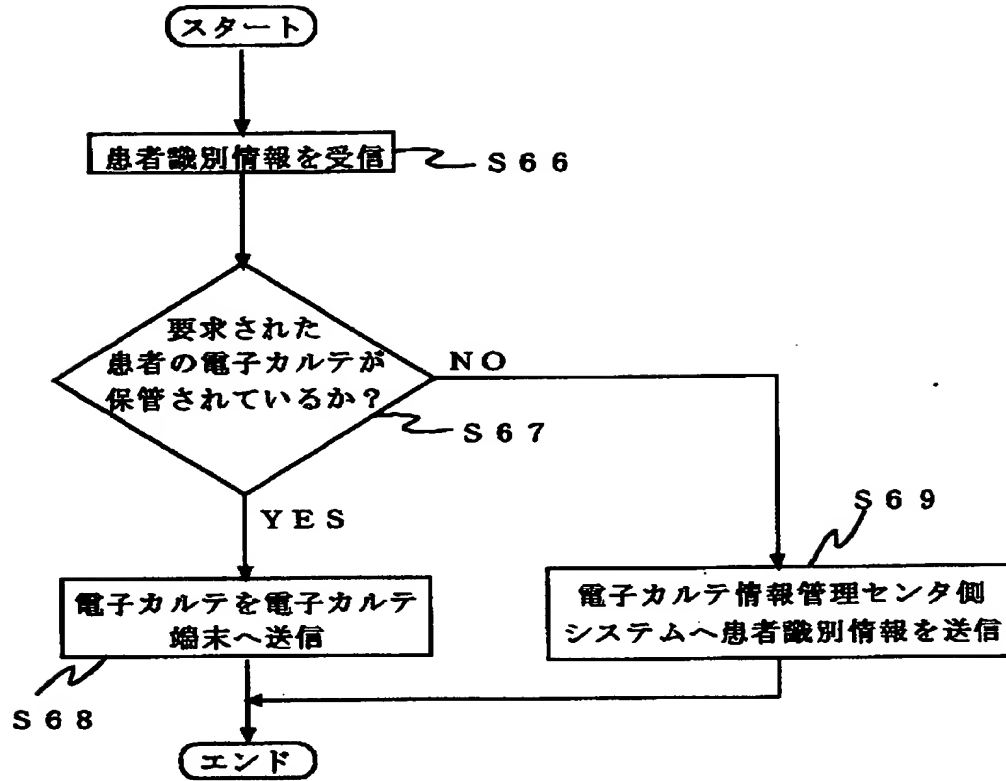 スタート
患者識別情報を受信
S66
要求された
患者の電子カルテが
保管されているか?
NO
S67
YES
S69
電子カルテを電子カルテ
端末へ送信
電子カルテ情報管理センタ側
システムへ患者識別情報を送信
S68
エンド